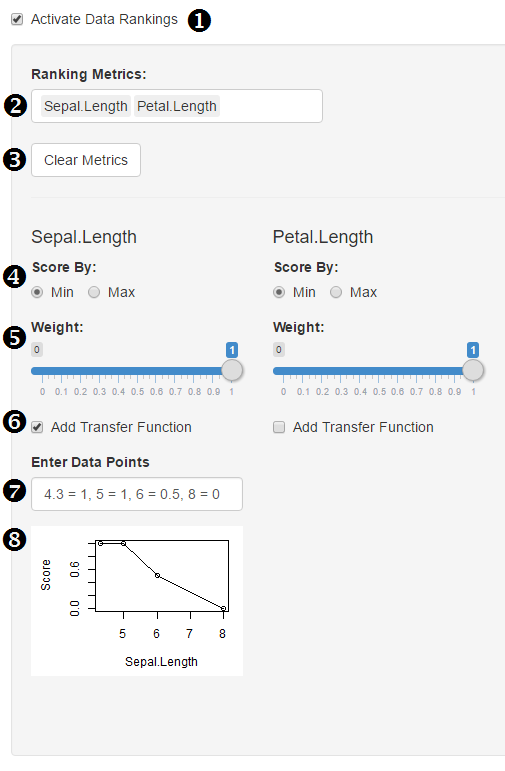 Activate Data Rankings 1
Ranking Metrics:
2 Sepal.Length Petal.Length
3 Clear Metrics
Sepal.Length Petal.Length
4 Score By: Score By:
Min Max Min Max
5 Weight: Weight:
0 1 0 1
0 0.1 0.2 0.3 0.4 0.5 0.6 0.7 0.8 0.9 1 0 0.1 0.2 0.3 0.4 0.5 0.6 0.7 0.8 0.9 1
6 Add Transfer Function Add Transfer Function
Enter Data Points
7 4.3 = 1, 5 = 1, 6 = 0.5, 8 = 0
8
Score
0.6
0.0
5 6 7 8
Sepal.Length